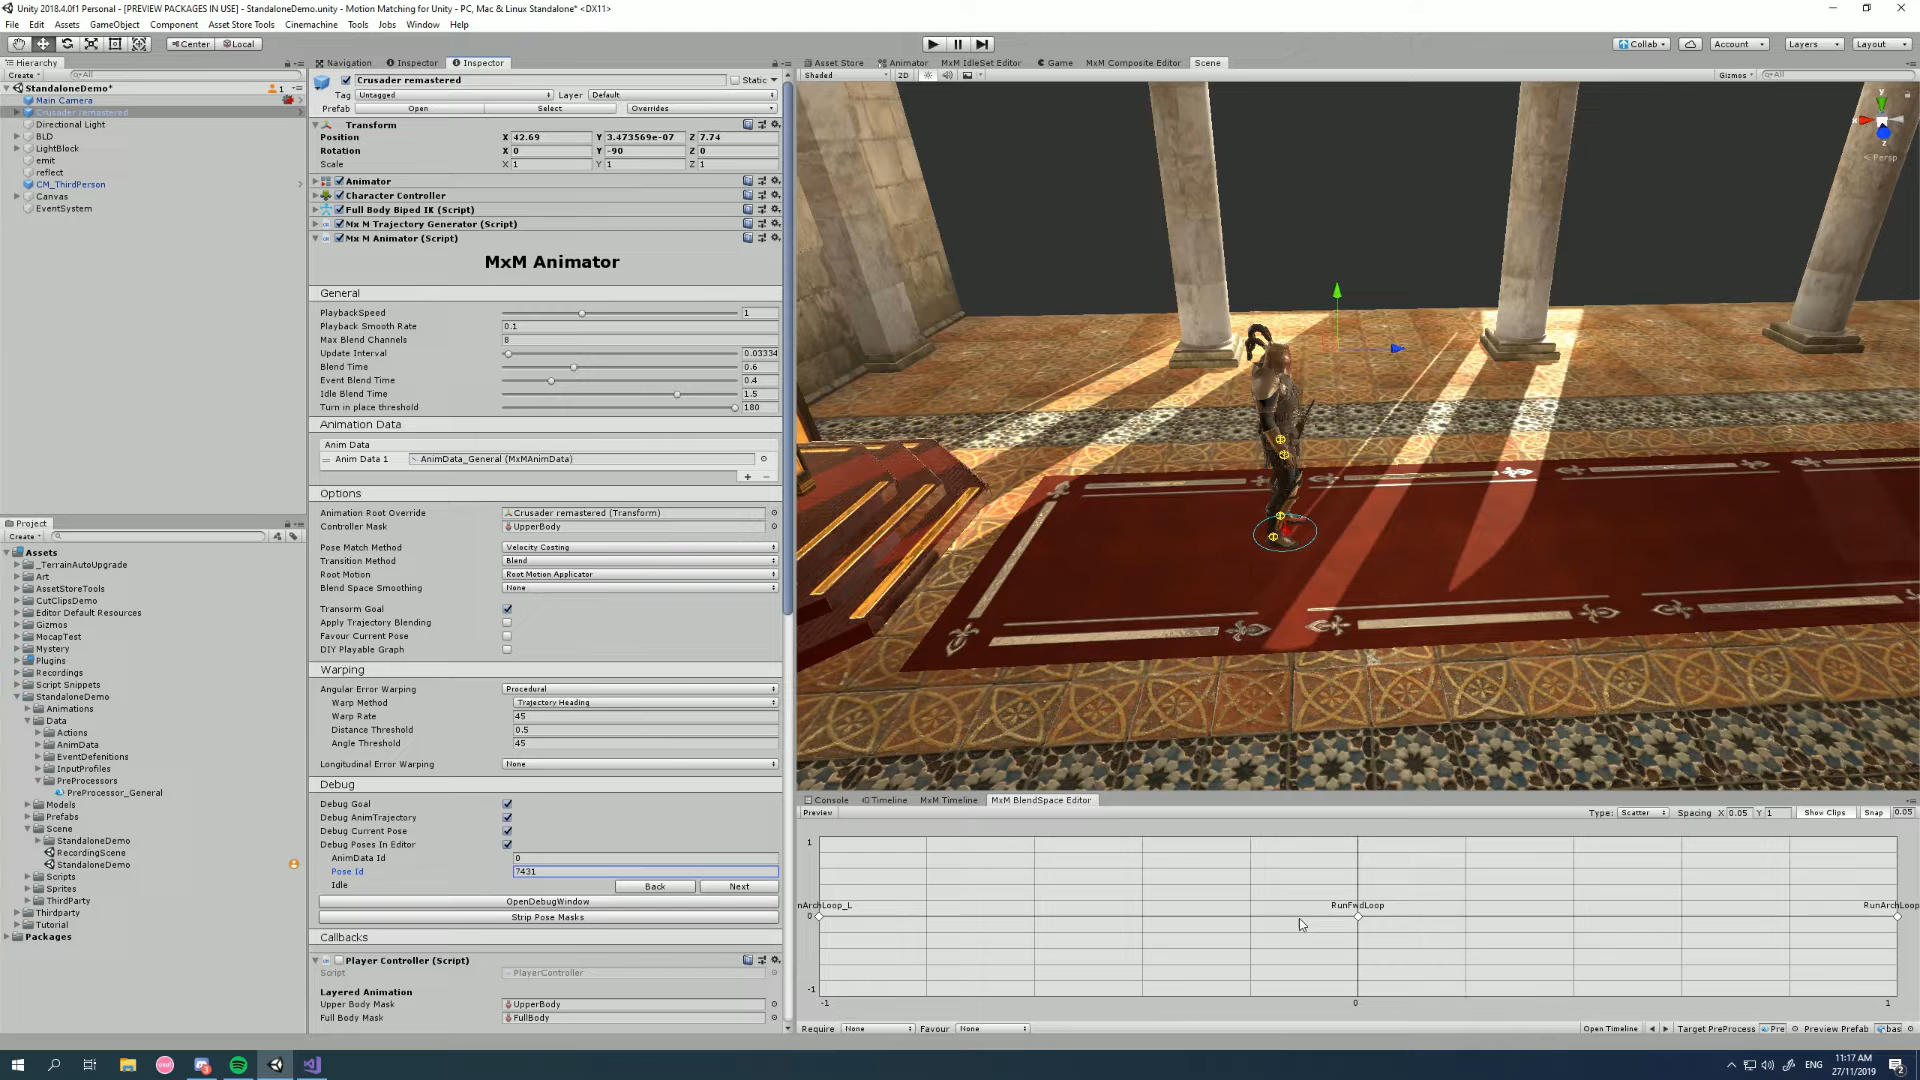 Unity 2018.4.0f1 Personal - [PREVIEW PACKAGES IN USE] - StandaloneDemo.unity - Motion Matching for Unity - PC, Mac & Linux Standalone* <DX11>
File Edit Assets GameObject Component Asset Store Tools Cinemachine Tools Jobs Window Help
Center Local Collab Account Layers Layout
Hierarchy
Create All
StandaloneDemo* 1
Main Camera
Crusader remastered
Directional Light
BLD
LightBlock
emit
reflect
CM_ThirdPerson
Canvas
EventSystem
Project
Create
Assets
_TerrainAutoUpgrade
Art
AssetStoreTools
CutClipsDemo
Editor Default Resources
Gizmos
MocapTest
Mystery
Plugins
Recordings
Script Snippets
StandaloneDemo
Animations
Data
Actions
AnimData
EventDefenitions
InputProfiles
PreProcessors
PreProcessor_General
Models
Prefabs
Scene
StandaloneDemo
RecordingScene
StandaloneDemo
Scripts
Sprites
ThirdParty
Thirdparty
Tutorial
Packages
Navigation Inspector Inspector
Crusader remastered Static
Tag Untagged Layer Default
Prefab Open Select Overrides
Transform
Position X 42.69 Y 3.473569e-07 Z 7.74
Rotation X 0 Y -90 Z 0
Scale X 1 Y 1 Z 1
Animator
Character Controller
Full Body Biped IK (Script)
Mx M Trajectory Generator (Script)
Mx M Animator (Script)
MxM Animator
General
PlaybackSpeed 1
Playback Smooth Rate 0.1
Max Blend Channels 8
Update Interval 0.03334
Blend Time 0.6
Event Blend Time 0.4
Idle Blend Time 1.5
Turn in place threshold 180
Animation Data
Anim Data
Anim Data 1 AnimData_General (MxMAnimData)
Options
Animation Root Override Crusader remastered (Transform)
Controller Mask UpperBody
Pose Match Method Velocity Costing
Transition Method Blend
Root Motion Root Motion Applicator
Blend Space Smoothing None
Transorm Goal
Apply Trajectory Blending
Favour Current Pose
DIY Playable Graph
Warping
Angular Error Warping Procedural
Warp Method Trajectory Heading
Warp Rate 45
Distance Threshold 0.5
Angle Threshold 45
Longitudinal Error Warping None
Debug
Debug Goal
Debug AnimTrajectory
Debug Current Pose
Debug Poses In Editor
AnimData Id 0
Pose Id 7431
Idle Back Next
OpenDebugWindow
Strip Pose Masks
Callbacks
Player Controller (Script)
Script PlayerController
Layered Animation
Upper Body Mask UpperBody
Full Body Mask FullBody
Asset Store Animator MxM IdleSet Editor Game MxM Composite Editor Scene
Shaded 2D Gizmos All
y
x
z
< Persp
Console Timeline MxM Timeline MxM BlendSpace Editor
Preview Type: Scatter Spacing X 0.05 Y 1 Show Clips Snap 0.05
1
nArchLoop_L RunFwdLoop RunArchLoop
0
-1
-1 0 1
Require None Favour None Open Timeline Target PreProcess Pre Preview Prefab bas
ENG 11:17 AM
27/11/2019 2